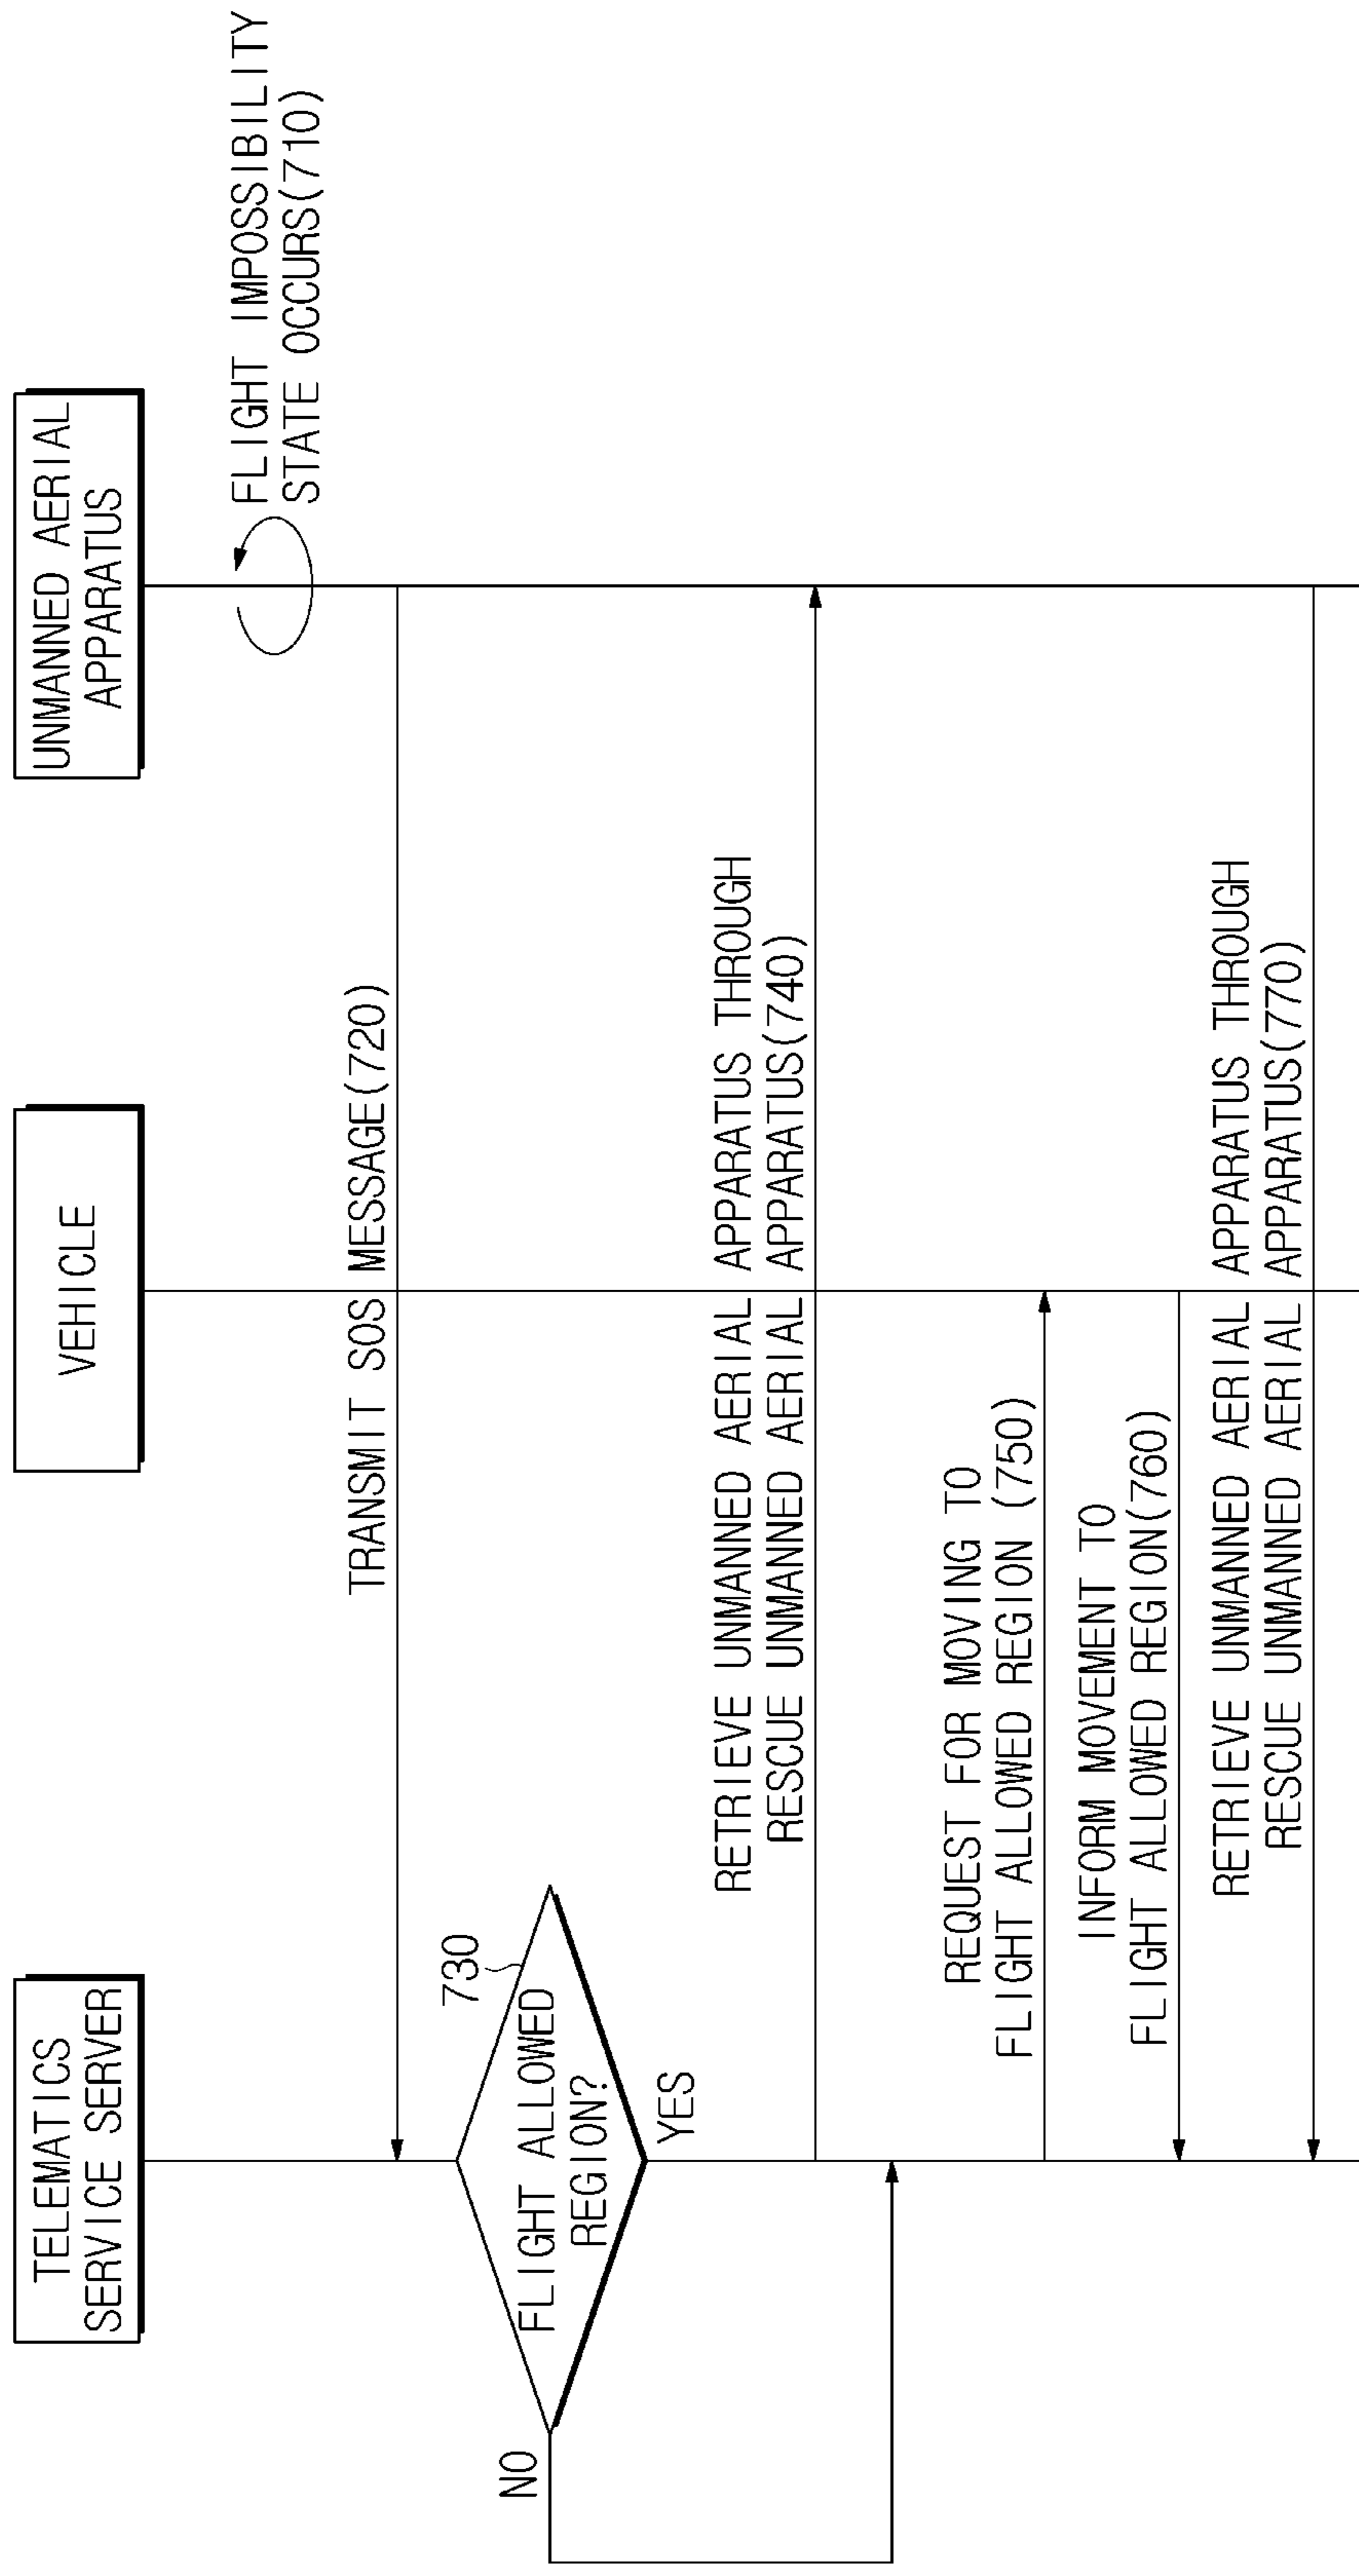 TELEMATICS
SERVICE SERVER
VEHICLE
UNMANNED AERIAL
APPARATUS
FLIGHT IMPOSSIBILITY
STATE OCCURS(710)
TRANSMIT SOS MESSAGE(720)
730
FLIGHT ALLOWED
REGION?
NO
YES
RETRIEVE UNMANNED AERIAL APPARATUS THROUGH
RESCUE UNMANNED AERIAL APPARATUS(740)
REQUEST FOR MOVING TO
FLIGHT ALLOWED REGION (750)
INFORM MOVEMENT TO
FLIGHT ALLOWED REGION(760)
RETRIEVE UNMANNED AERIAL APPARATUS THROUGH
RESCUE UNMANNED AERIAL APPARATUS(770)